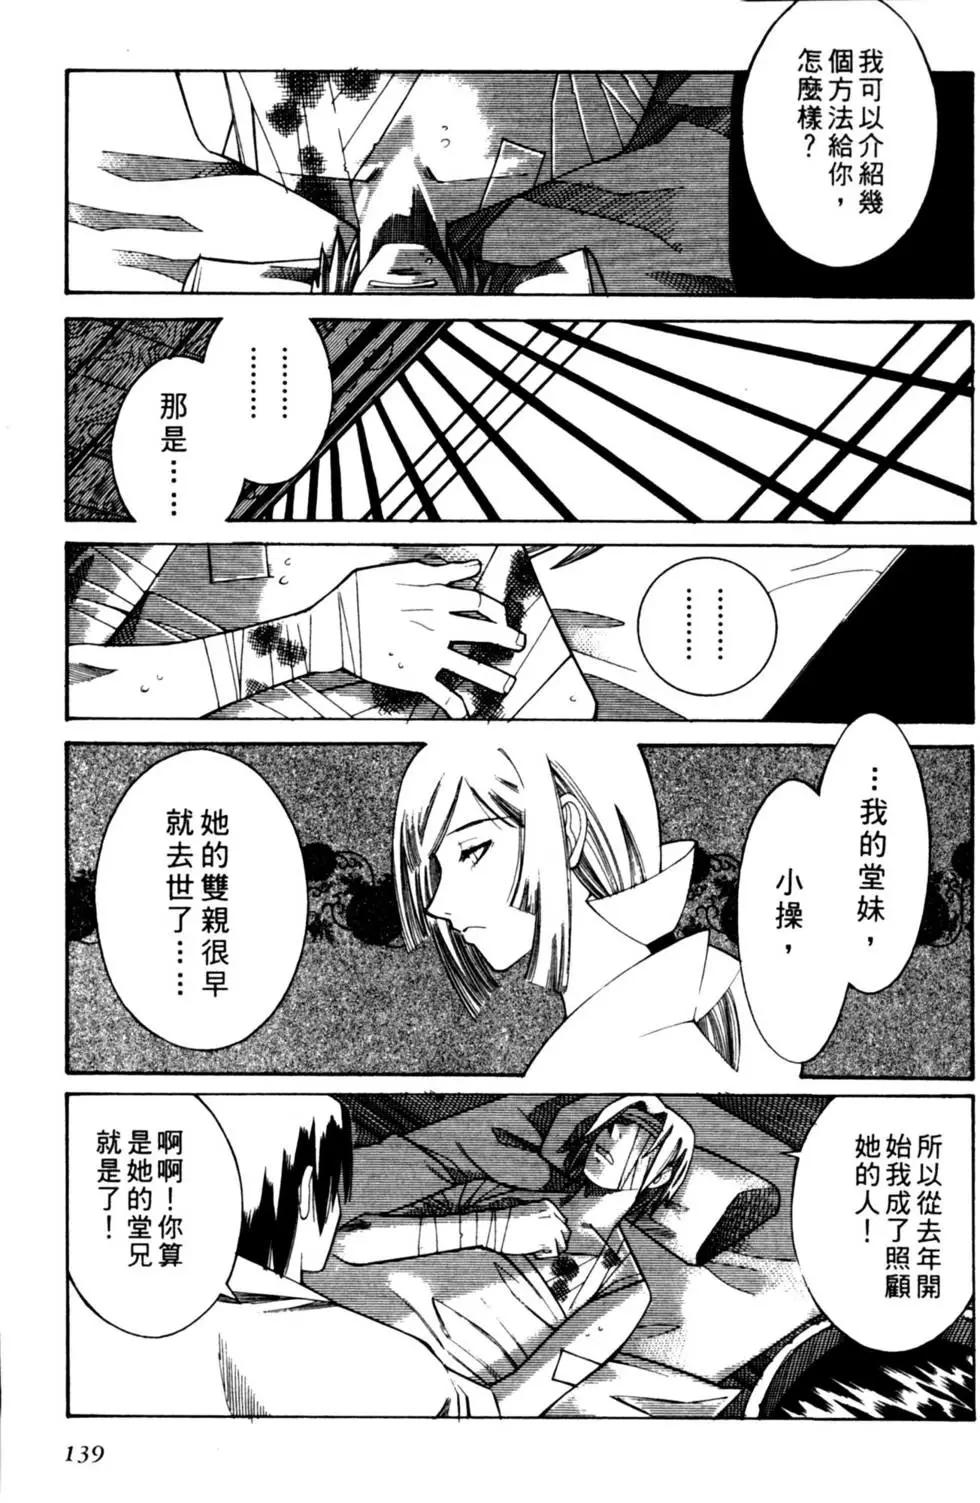 我可以介紹幾
個方法給你，
怎麼樣？
………
………
那是……
………
………
…我的堂妹，
小操，
她的雙親很早
就去世了……
所以從去年開
始我成了照顧
她的人！
啊啊！你算
是她的堂兄
就是了！
139